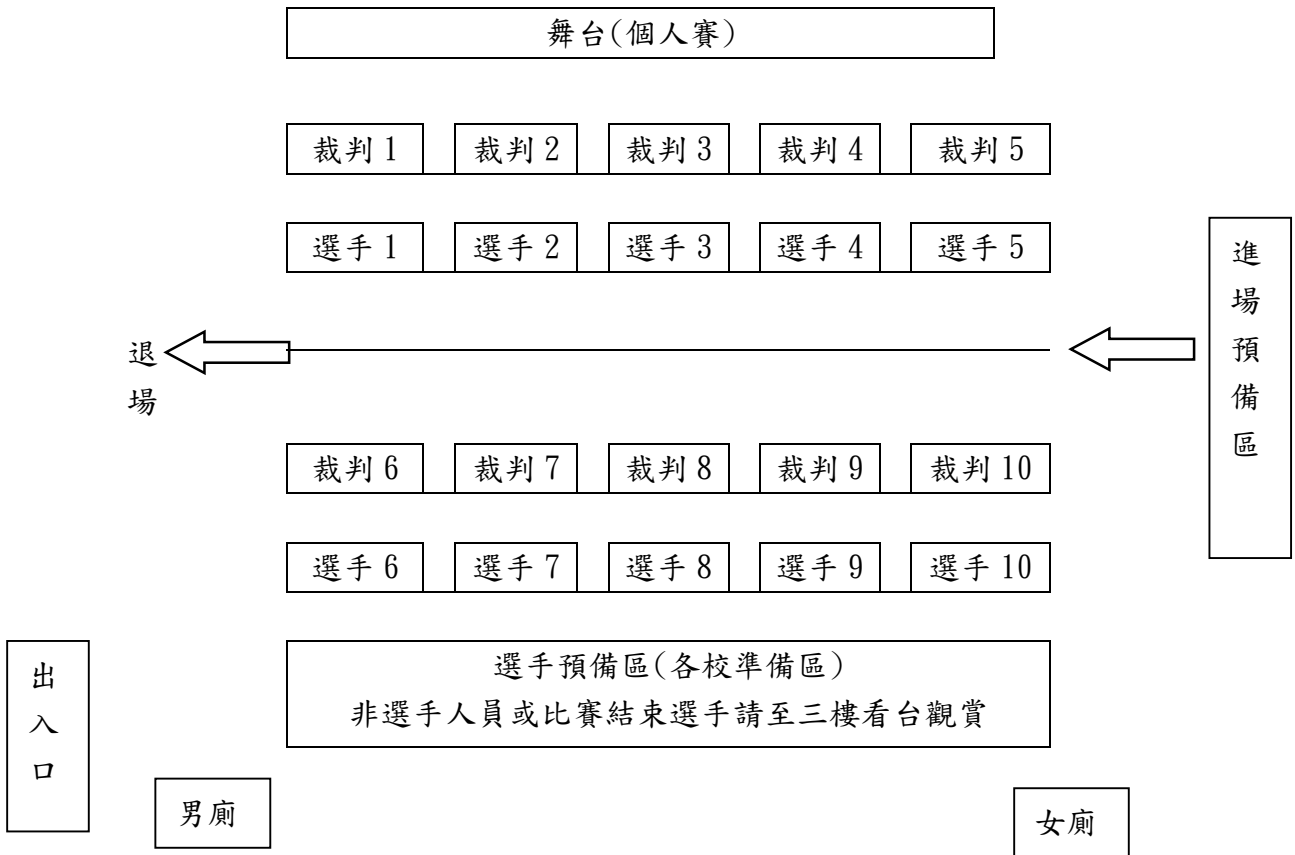 舞台(個人賽)
裁判 1
裁判 2
裁判 3
裁判 4
裁判 5
選手 1
選手 2
選手 3
選手 4
選手 5
進場預備區
退場
裁判 6
裁判 7
裁判 8
裁判 9
裁判 10
選手 6
選手 7
選手 8
選手 9
選手 10
出入口
選手預備區(各校準備區)
非選手人員或比賽結束選手請至三樓看台觀賞
男廁
女廁